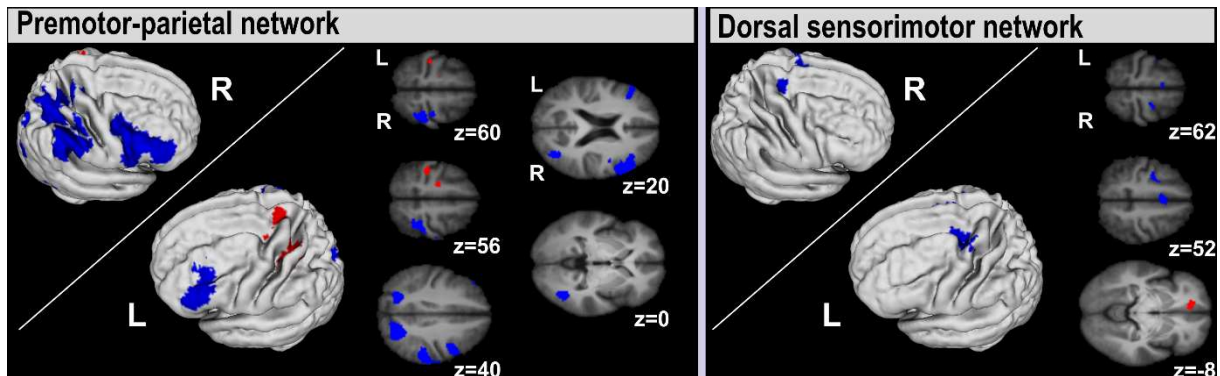 Premotor-parietal network
R
L
L
R
z=60
z=56
z=40
L
R
z=20
z=0
Dorsal sensorimotor network
R
L
L
R
z=62
z=52
z=-8